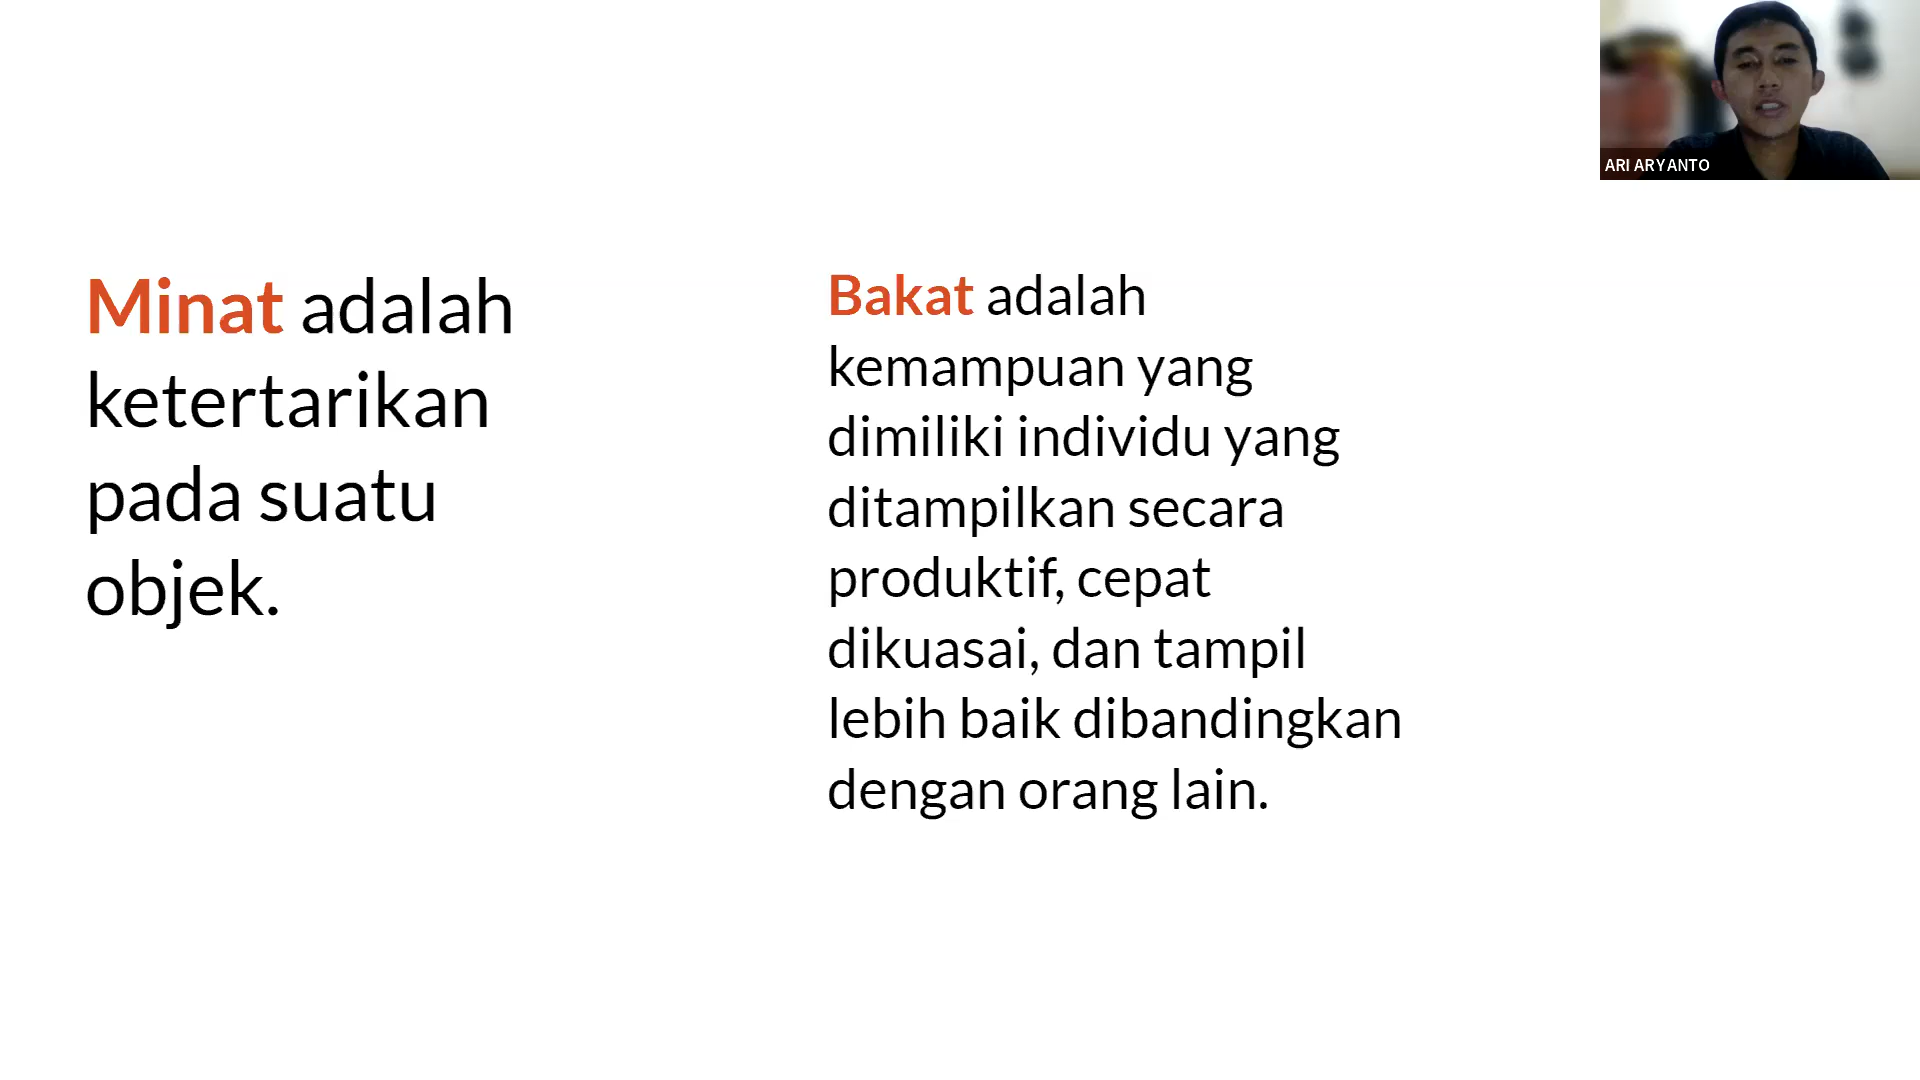 ARI ARYANTO
Minat adalah
ketertarikan
pada suatu
objek.
Bakat adalah
kemampuan yang
dimiliki individu yang
ditampilkan secara
produktif, cepat
dikuasai, dan tampil
lebih baik dibandingkan
dengan orang lain.